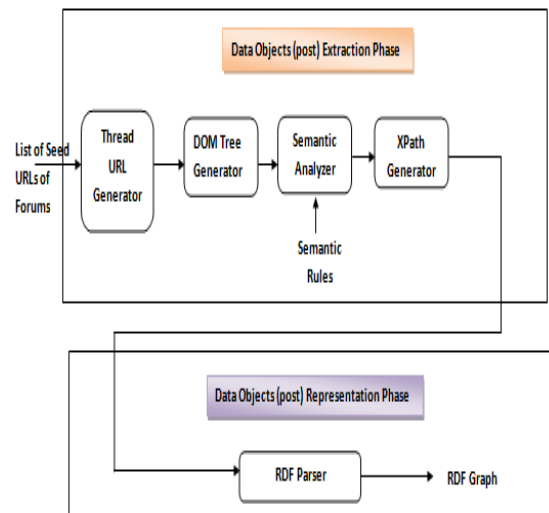 Data Objects (post) Extraction Phase
List of Seed
URLs of
Forums
Thread
URL
Generator
DOM Tree
Generator
Semantic
Analyzer
XPath
Generator
Semantic
Rules
Data Objects (post) Representation Phase
RDF Parser
RDF Graph